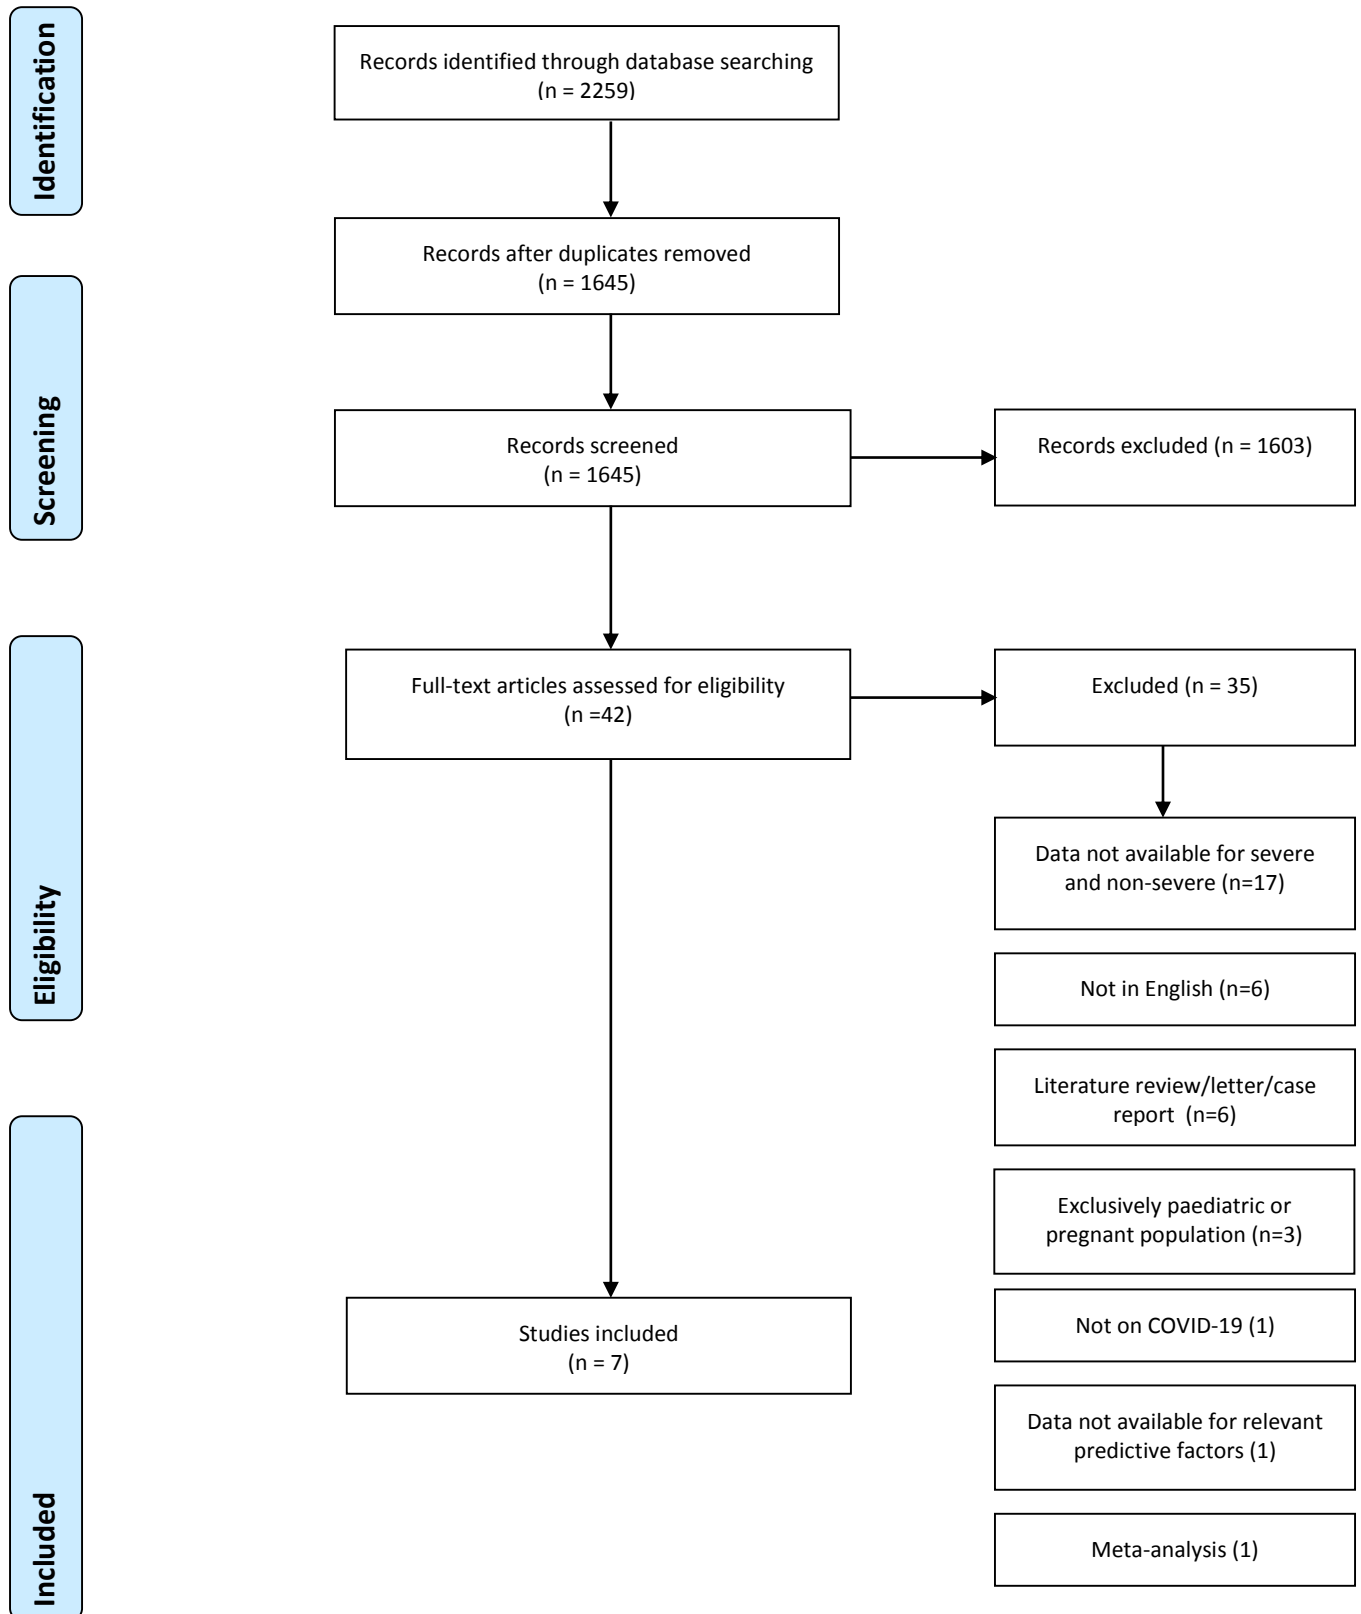 Identification
Records identified through database searching
(n = 2259)
Records after duplicates removed
(n = 1645)
Screening
Records screened
(n = 1645)
Records excluded (n = 1603)
Eligibility
Full-text articles assessed for eligibility
(n =42)
Excluded (n = 35)
Data not available for severe
and non-severe (n=17)
Not in English (n=6)
Literature review/letter/case
report (n=6)
Exclusively paediatric or
pregnant population (n=3)
Included
Studies included
(n = 7)
Not on COVID-19 (1)
Data not available for relevant
predictive factors (1)
Meta-analysis (1)